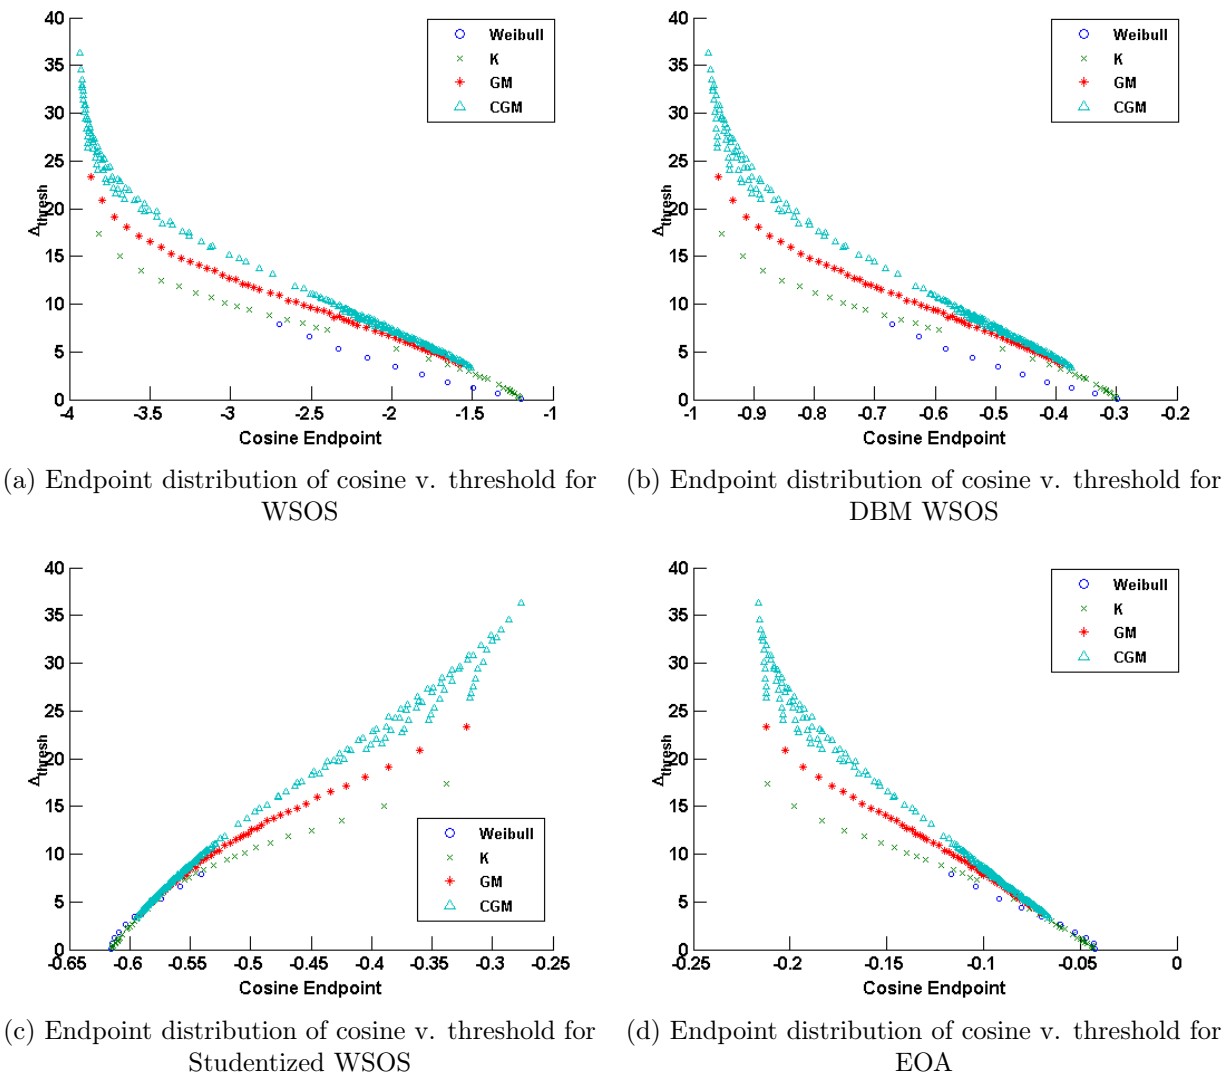 40
35
30
25
20
15
10
5
0
Δthresh
-4 -3.5 -3 -2.5 -2 -1.5 -1
Cosine Endpoint
Weibull
K
GM
CGM
40
35
30
25
20
15
10
5
0
Δthresh
-1 -0.9 -0.8 -0.7 -0.6 -0.5 -0.4 -0.3 -0.2
Cosine Endpoint
Weibull
K
GM
CGM
(a) Endpoint distribution of cosine v. threshold for
WSOS
(b) Endpoint distribution of cosine v. threshold for
DBM WSOS
40
35
30
25
20
15
10
5
0
Δthresh
-0.65 -0.6 -0.55 -0.5 -0.45 -0.4 -0.35 -0.3 -0.25
Cosine Endpoint
Weibull
K
GM
CGM
40
35
30
25
20
15
10
5
0
Δthresh
-0.25 -0.2 -0.15 -0.1 -0.05 0
Cosine Endpoint
Weibull
K
GM
CGM
(c) Endpoint distribution of cosine v. threshold for
Studentized WSOS
(d) Endpoint distribution of cosine v. threshold for
EOA